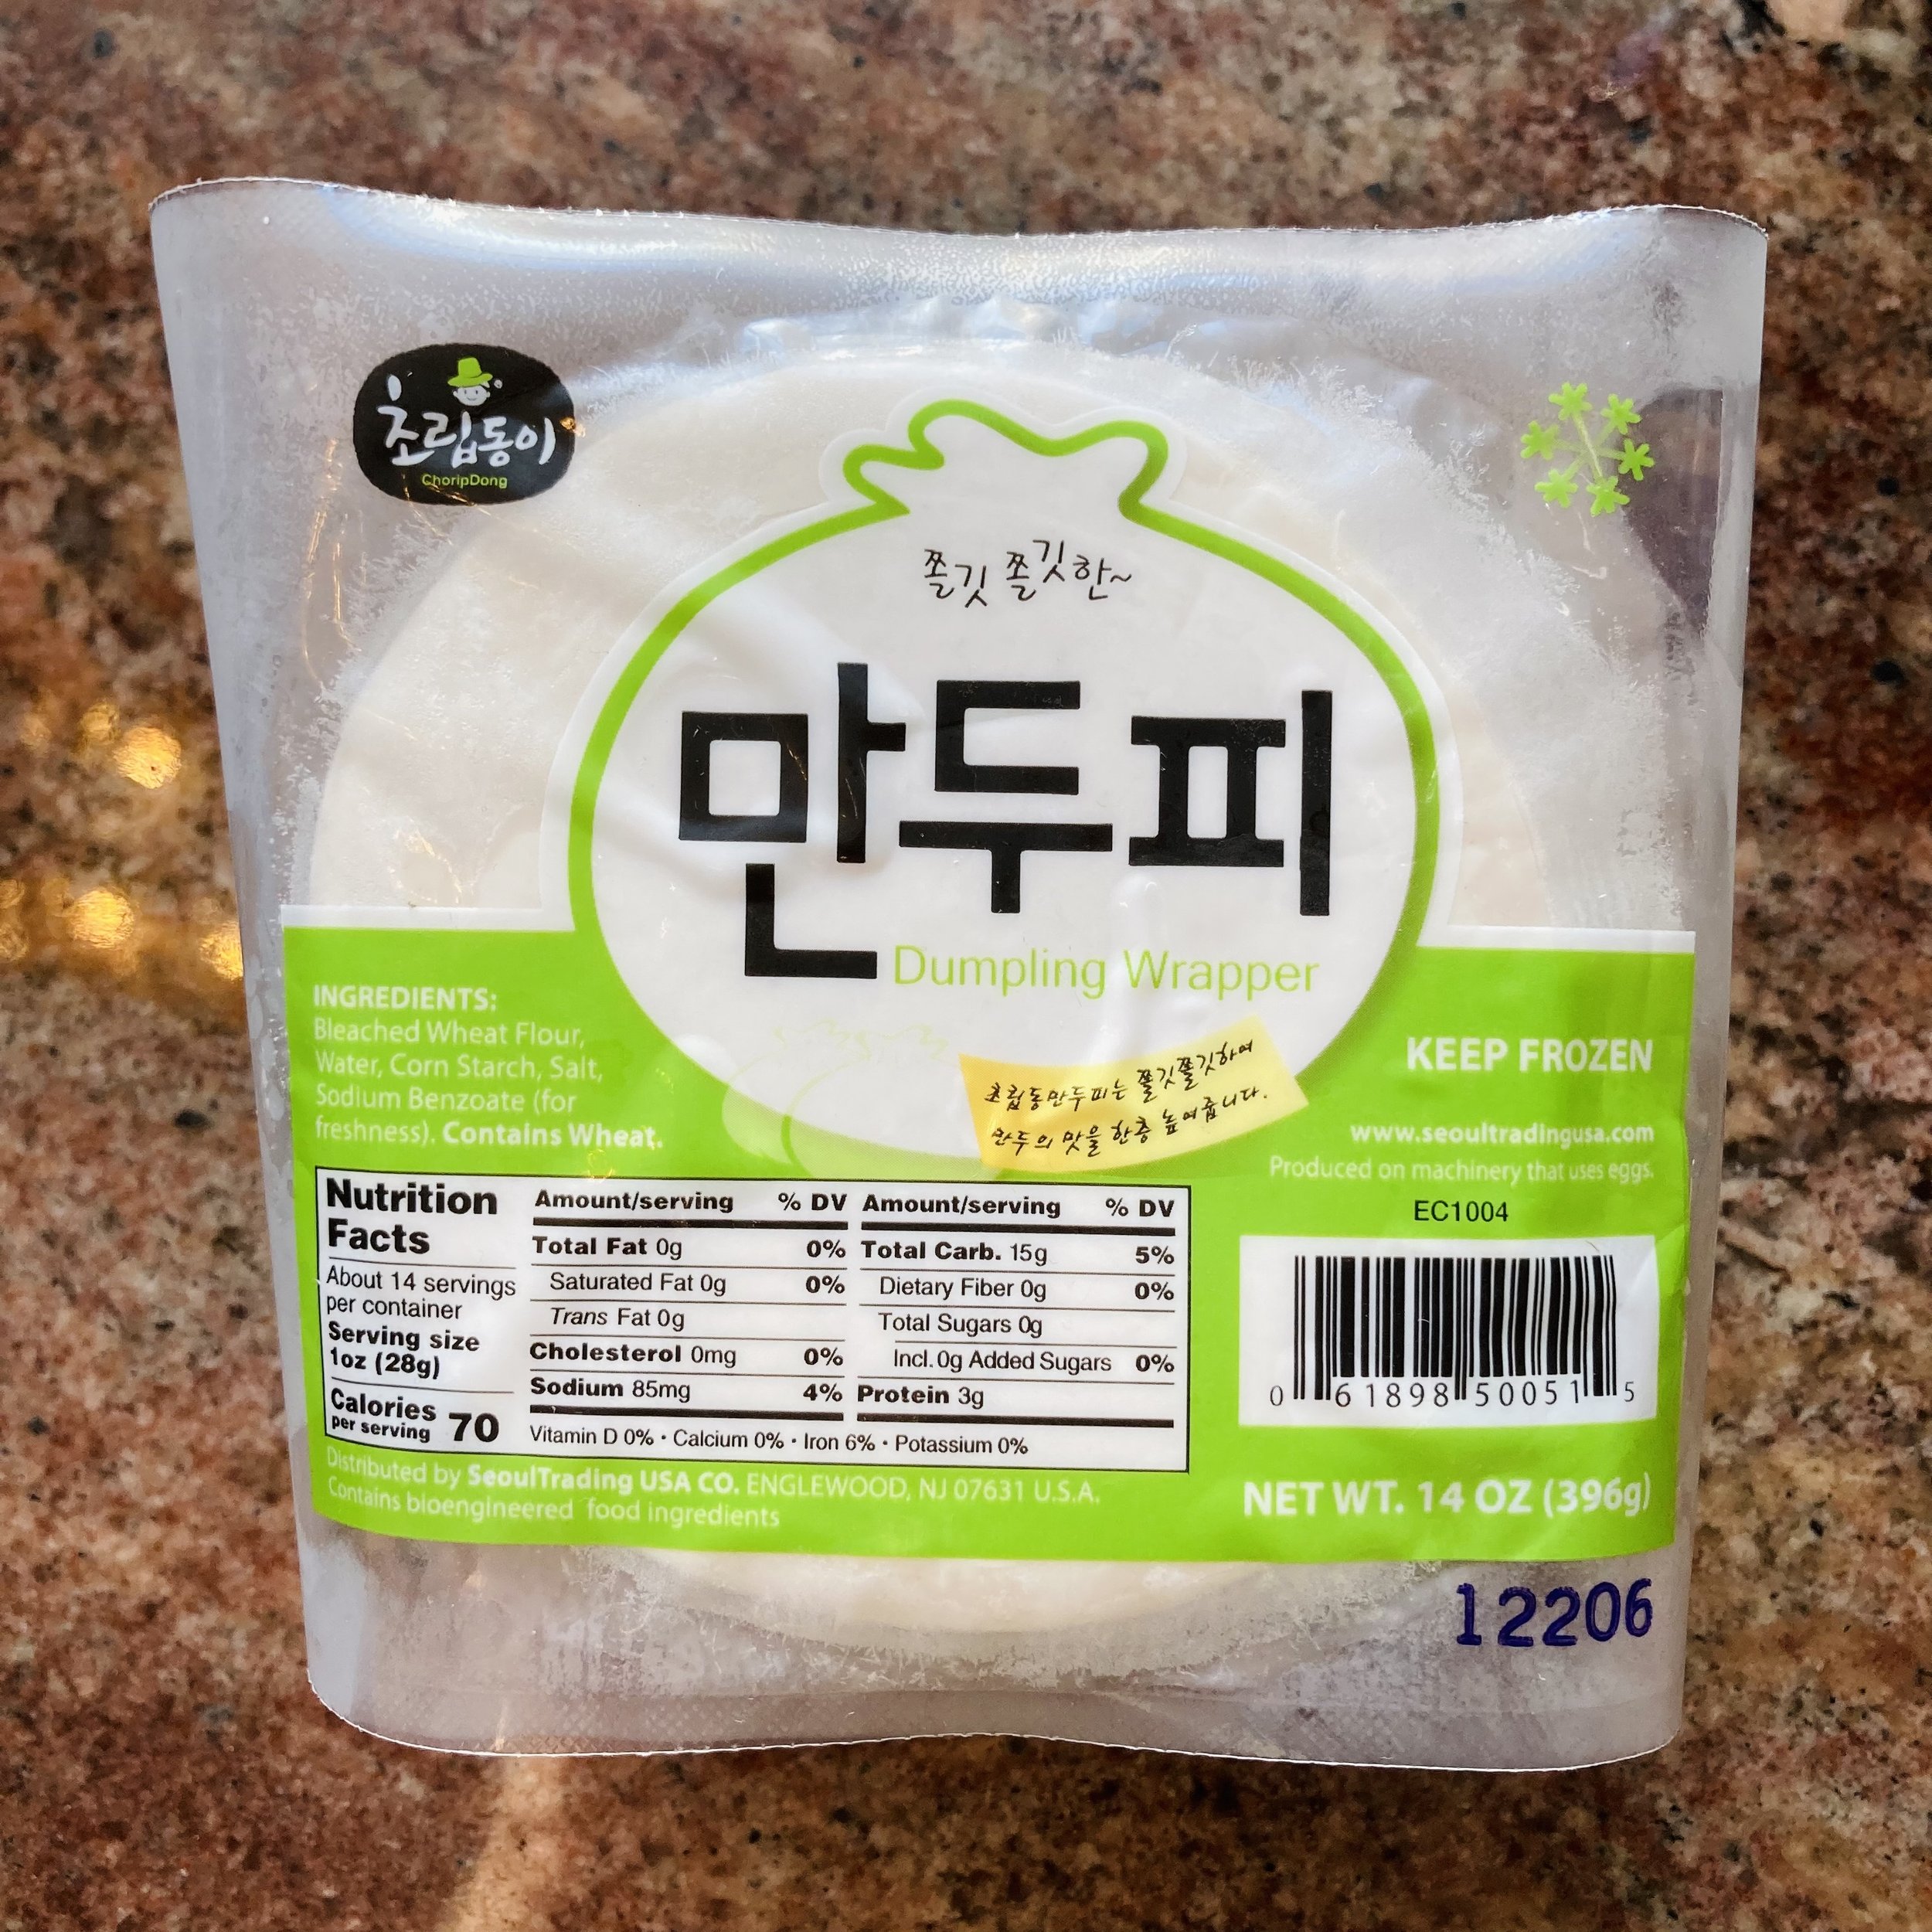 초립동이
ChoripDong
쫄깃쫄깃한~
만두피
Dumpling Wrapper
초립동만두피는 쫄깃쫄깃하여
만두의 맛을 한층 높여줍니다.
INGREDIENTS:
Bleached Wheat Flour,
Water, Corn Starch, Salt,
Sodium Benzoate (for
freshness). Contains Wheat.
KEEP FROZEN
www.seoultradingusa.com
Produced on machinery that uses eggs.
EC1004
0 61898 50051 5
NET WT. 14 OZ (396g)
Nutrition
Facts
About 14 servings
per container
Serving size
1oz (28g)
Calories
per serving 70
Amount/serving % DV
Total Fat 0g 0%
Saturated Fat 0g 0%
Trans Fat 0g
Cholesterol 0mg 0%
Sodium 85mg 4%
Amount/serving % DV
Total Carb. 15g 5%
Dietary Fiber 0g 0%
Total Sugars 0g
Incl. 0g Added Sugars 0%
Protein 3g
Vitamin D 0% • Calcium 0% • Iron 6% • Potassium 0%
Distributed by SeoulTrading USA CO. ENGLEWOOD, NJ 07631 U.S.A.
Contains bioengineered food ingredients
12206